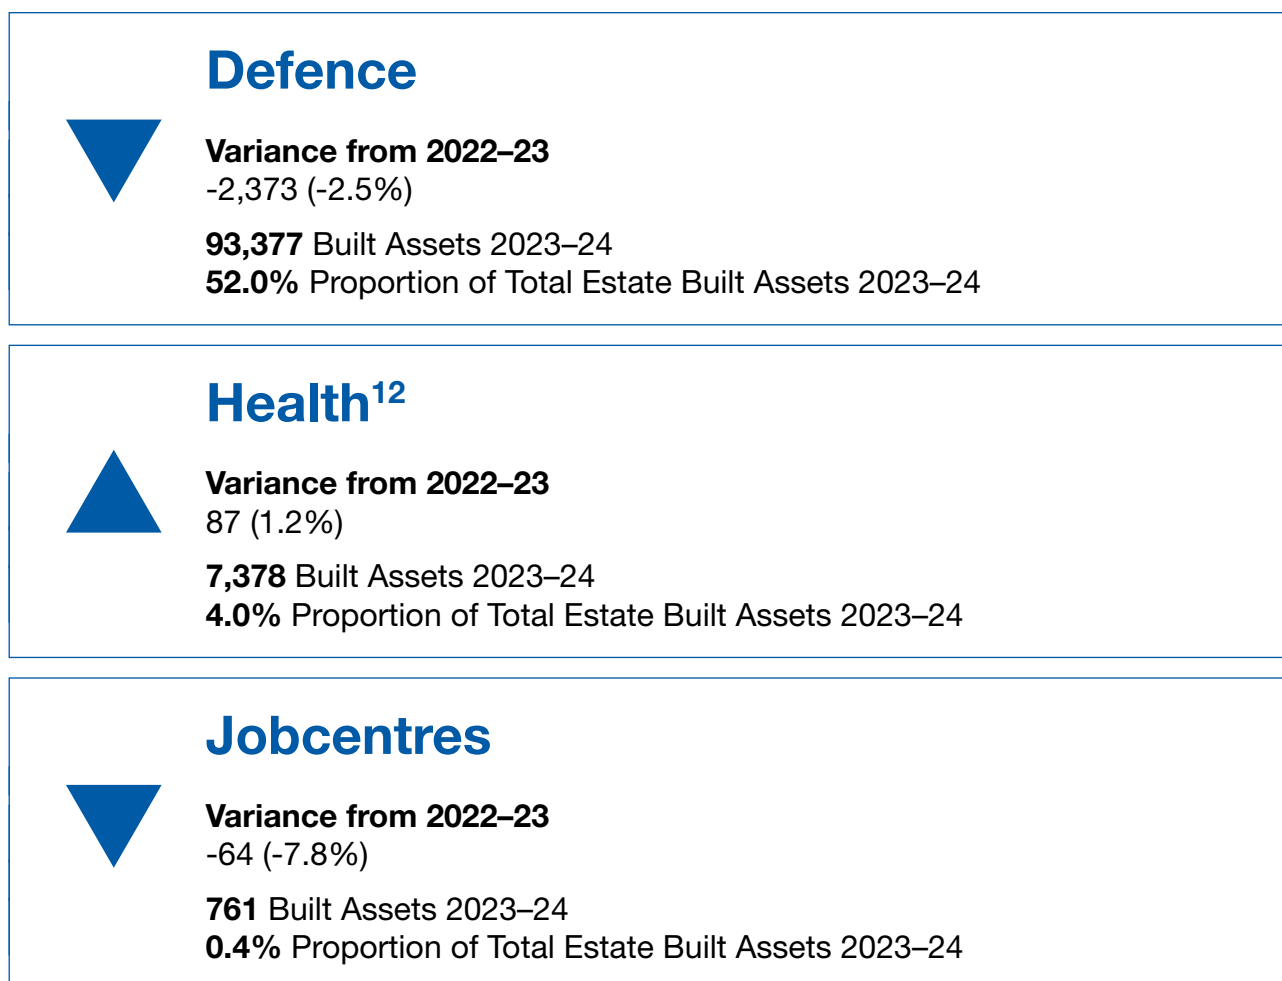 Defence
Variance from 2022–23
-2,373 (-2.5%)
93,377 Built Assets 2023–24
52.0% Proportion of Total Estate Built Assets 2023–24
Health¹²
Variance from 2022–23
87 (1.2%)
7,378 Built Assets 2023–24
4.0% Proportion of Total Estate Built Assets 2023–24
Jobcentres
Variance from 2022–23
-64 (-7.8%)
761 Built Assets 2023–24
0.4% Proportion of Total Estate Built Assets 2023–24